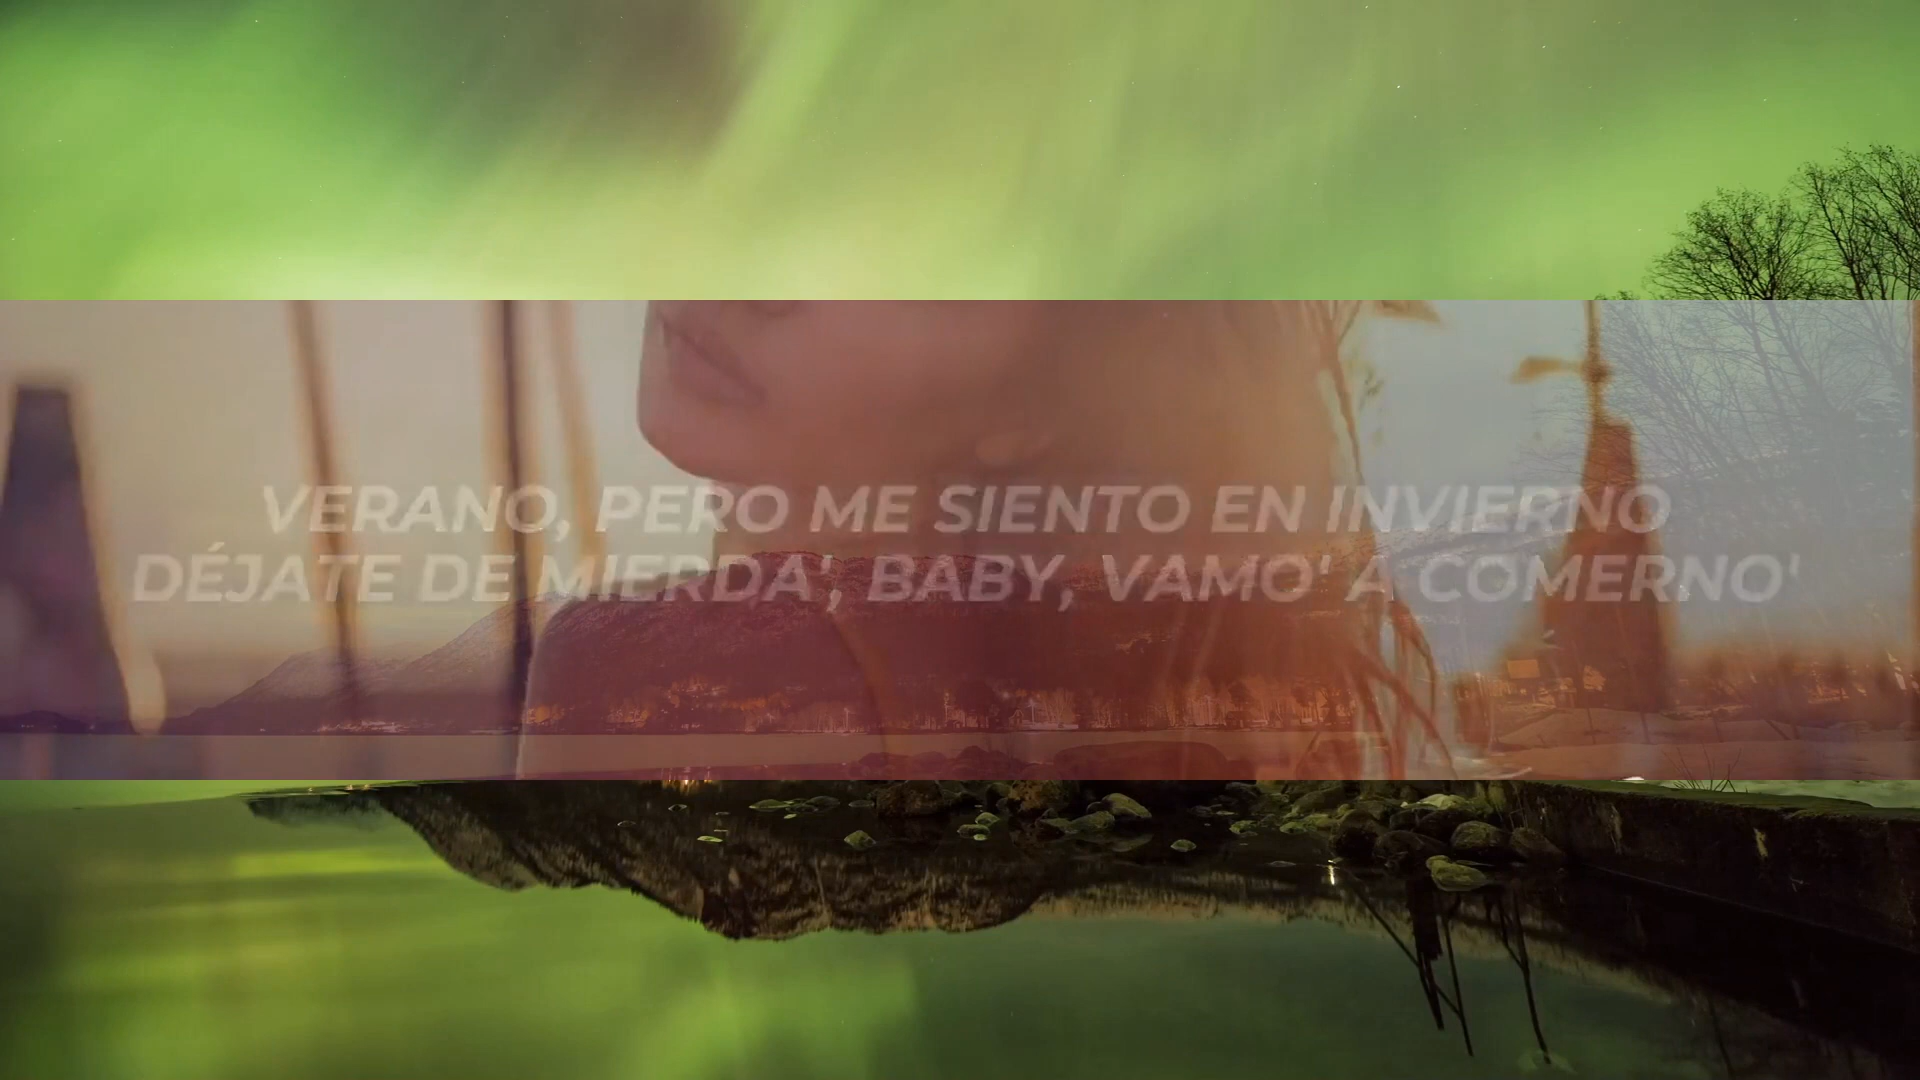 VERANO, PERO ME SIENTO EN INVIERNO
DÉJATE DE MIERDA', BABY, VAMO' A COMERNO'